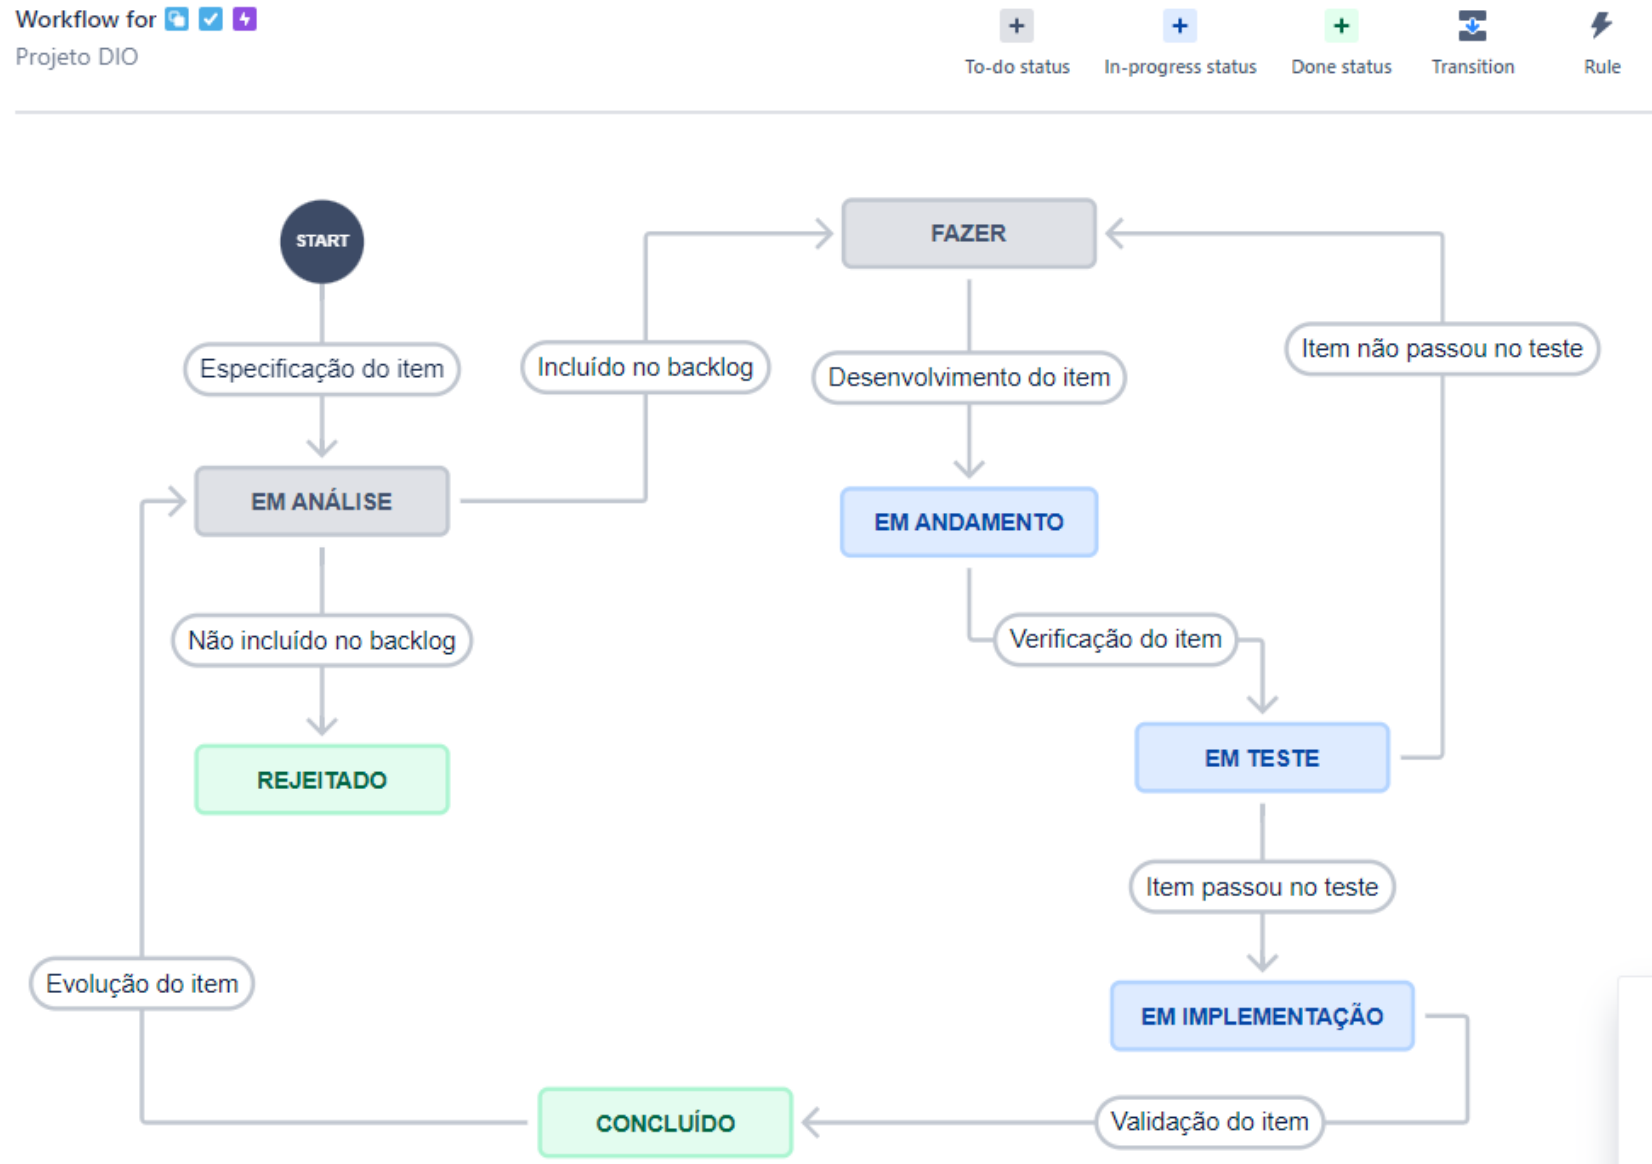 Workflow for
Projeto DIO
To-do status
In-progress status
Done status
Transition
Rule
START
FAZER
Especificação do item
Incluído no backlog
Desenvolvimento do item
Item não passou no teste
EM ANÁLISE
EM ANDAMENTO
Não incluído no backlog
Verificação do item
REJEITADO
EM TESTE
Item passou no teste
Evolução do item
EM IMPLEMENTAÇÃO
CONCLUÍDO
Validação do item